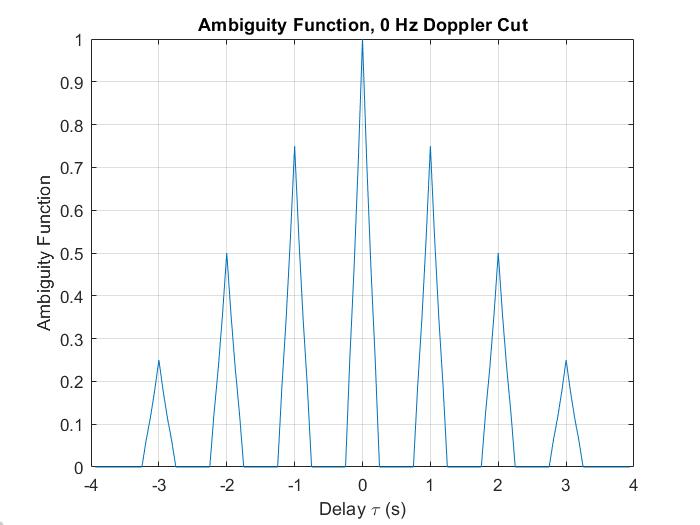 Ambiguity Function, 0 Hz Doppler Cut
1
0.9
0.8
0.7
0.6
0.5
0.4
0.3
0.2
0.1
0
Ambiguity Function
-4 -3 -2 -1 0 1 2 3 4
Delay τ (s)